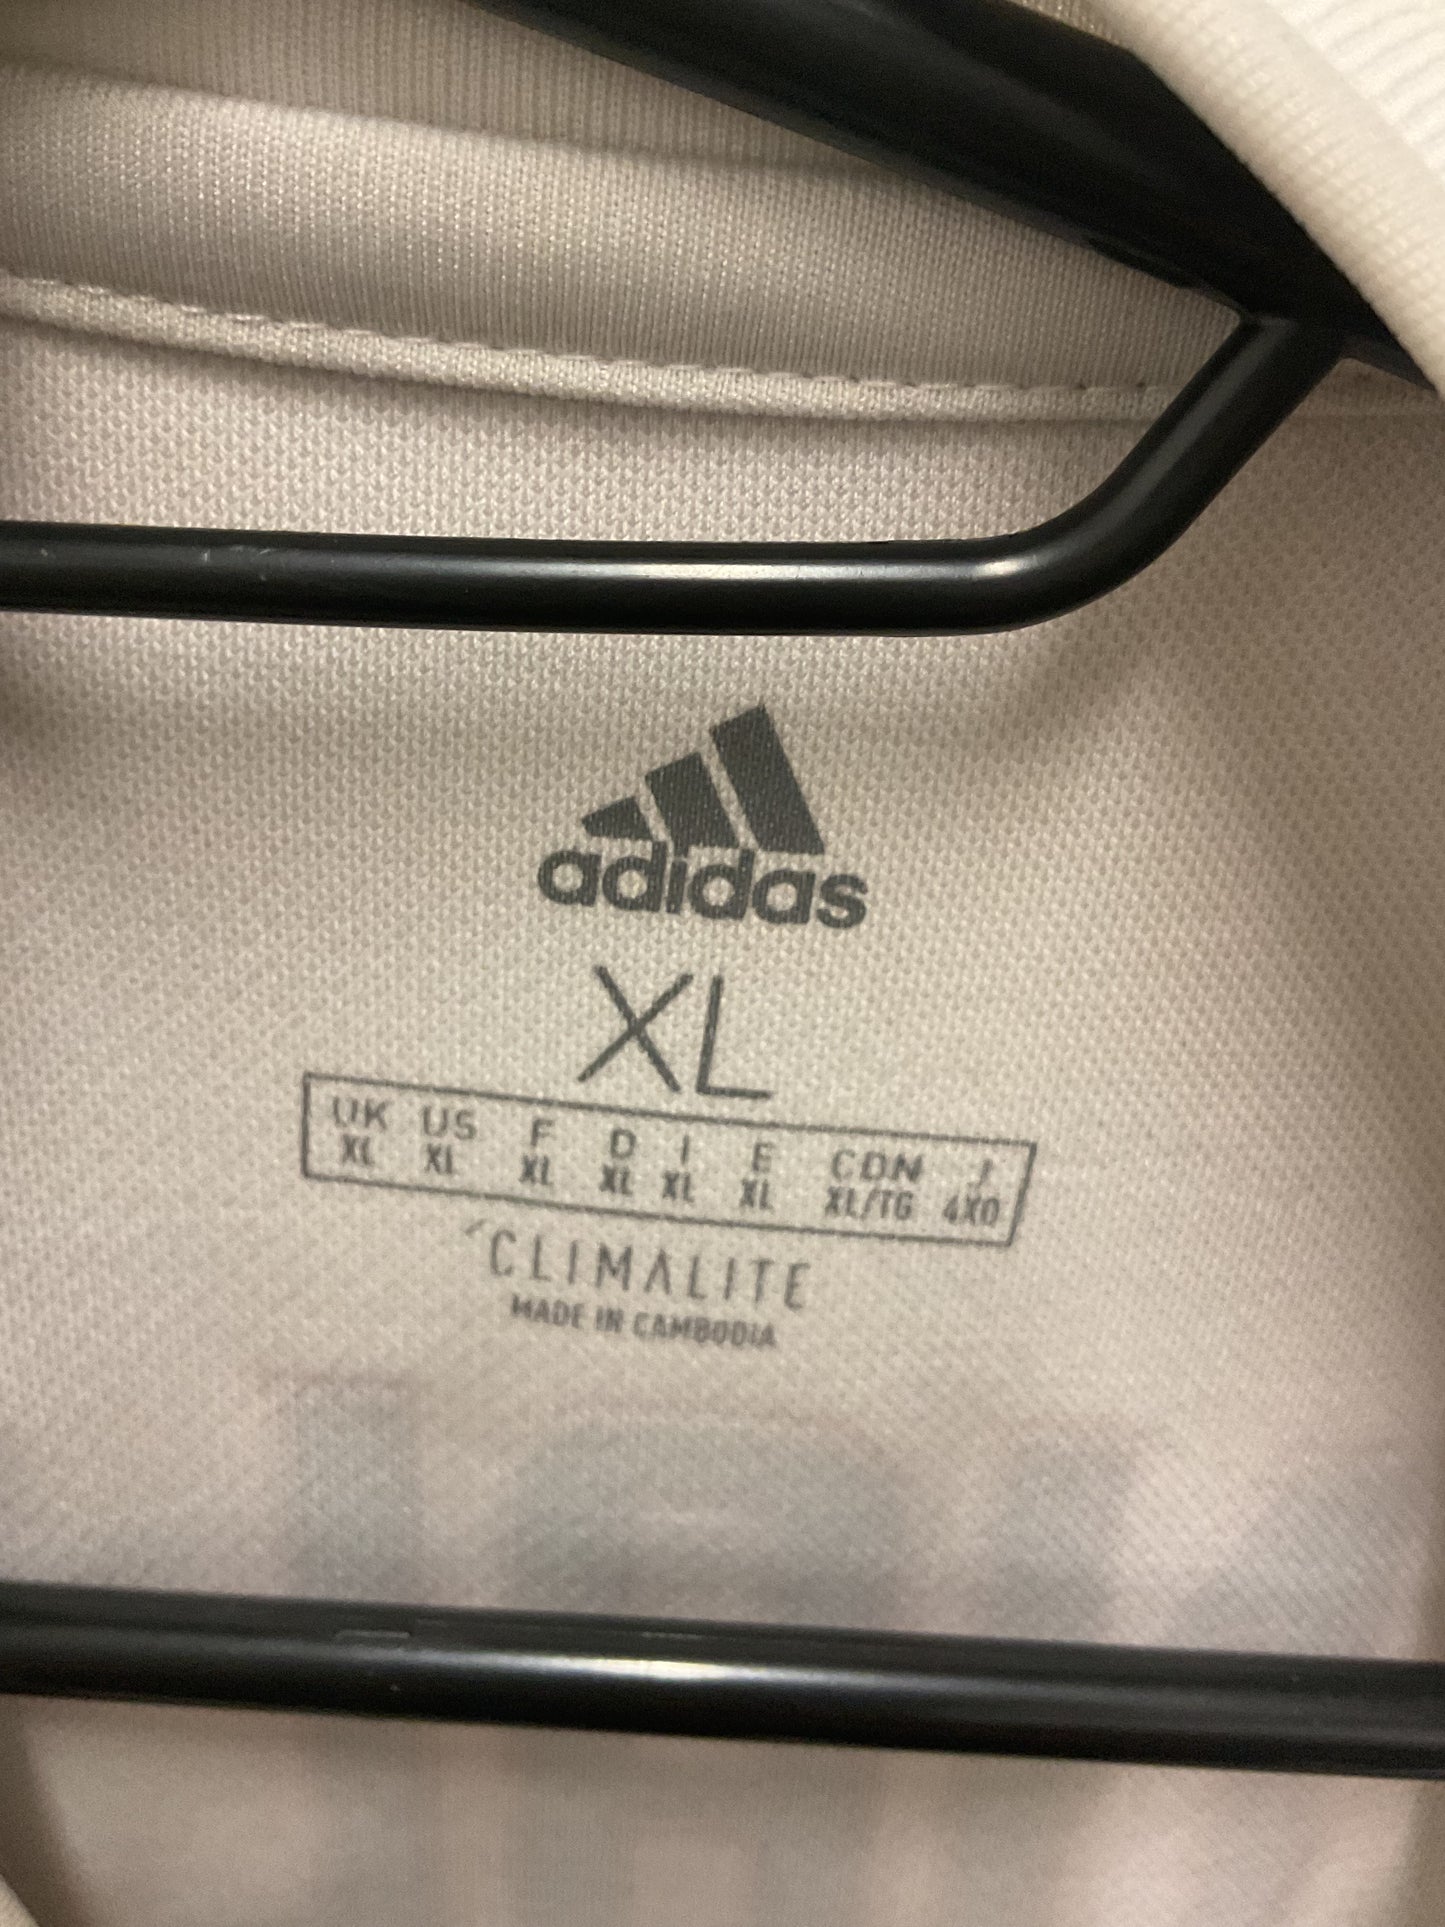 adidas
XL
UK US F D I E CDN J
XL XL XL XL XL XL XL/TG 4XO
CLIMALITE
MADE IN CAMBODIA